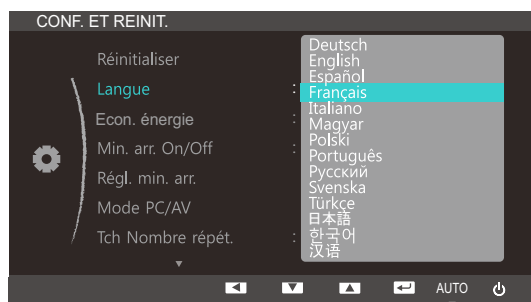 CONF. ET REINIT.
Réinitialiser
Langue :
Econ. énergie :
Min. arr. On/Off :
Régl. min. arr.
Mode PC/AV
Tch Nombre répét. :
Deutsch
English
Español
Français
Italiano
Magyar
Polski
Português
Русский
Svenska
Türkçe
日本語
한국어
汉语
AUTO